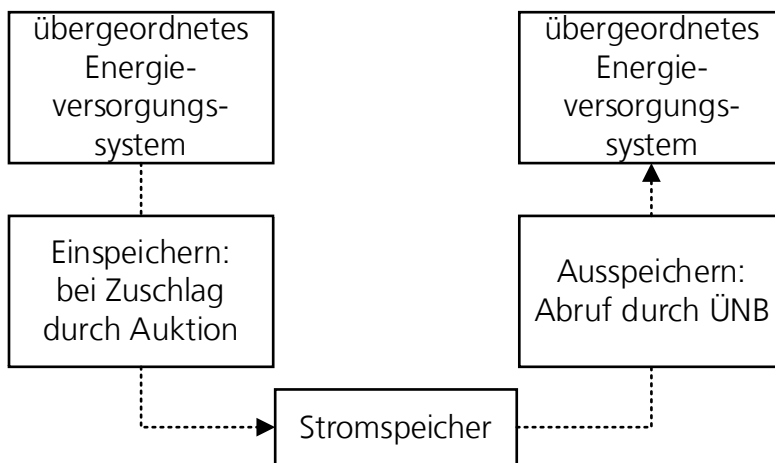 übergeordnetes
Energie-
versorgungs-
system
Einspeichern:
bei Zuschlag
durch Auktion
Stromspeicher
Ausspeichern:
Abruf durch ÜNB
übergeordnetes
Energie-
versorgungs-
system